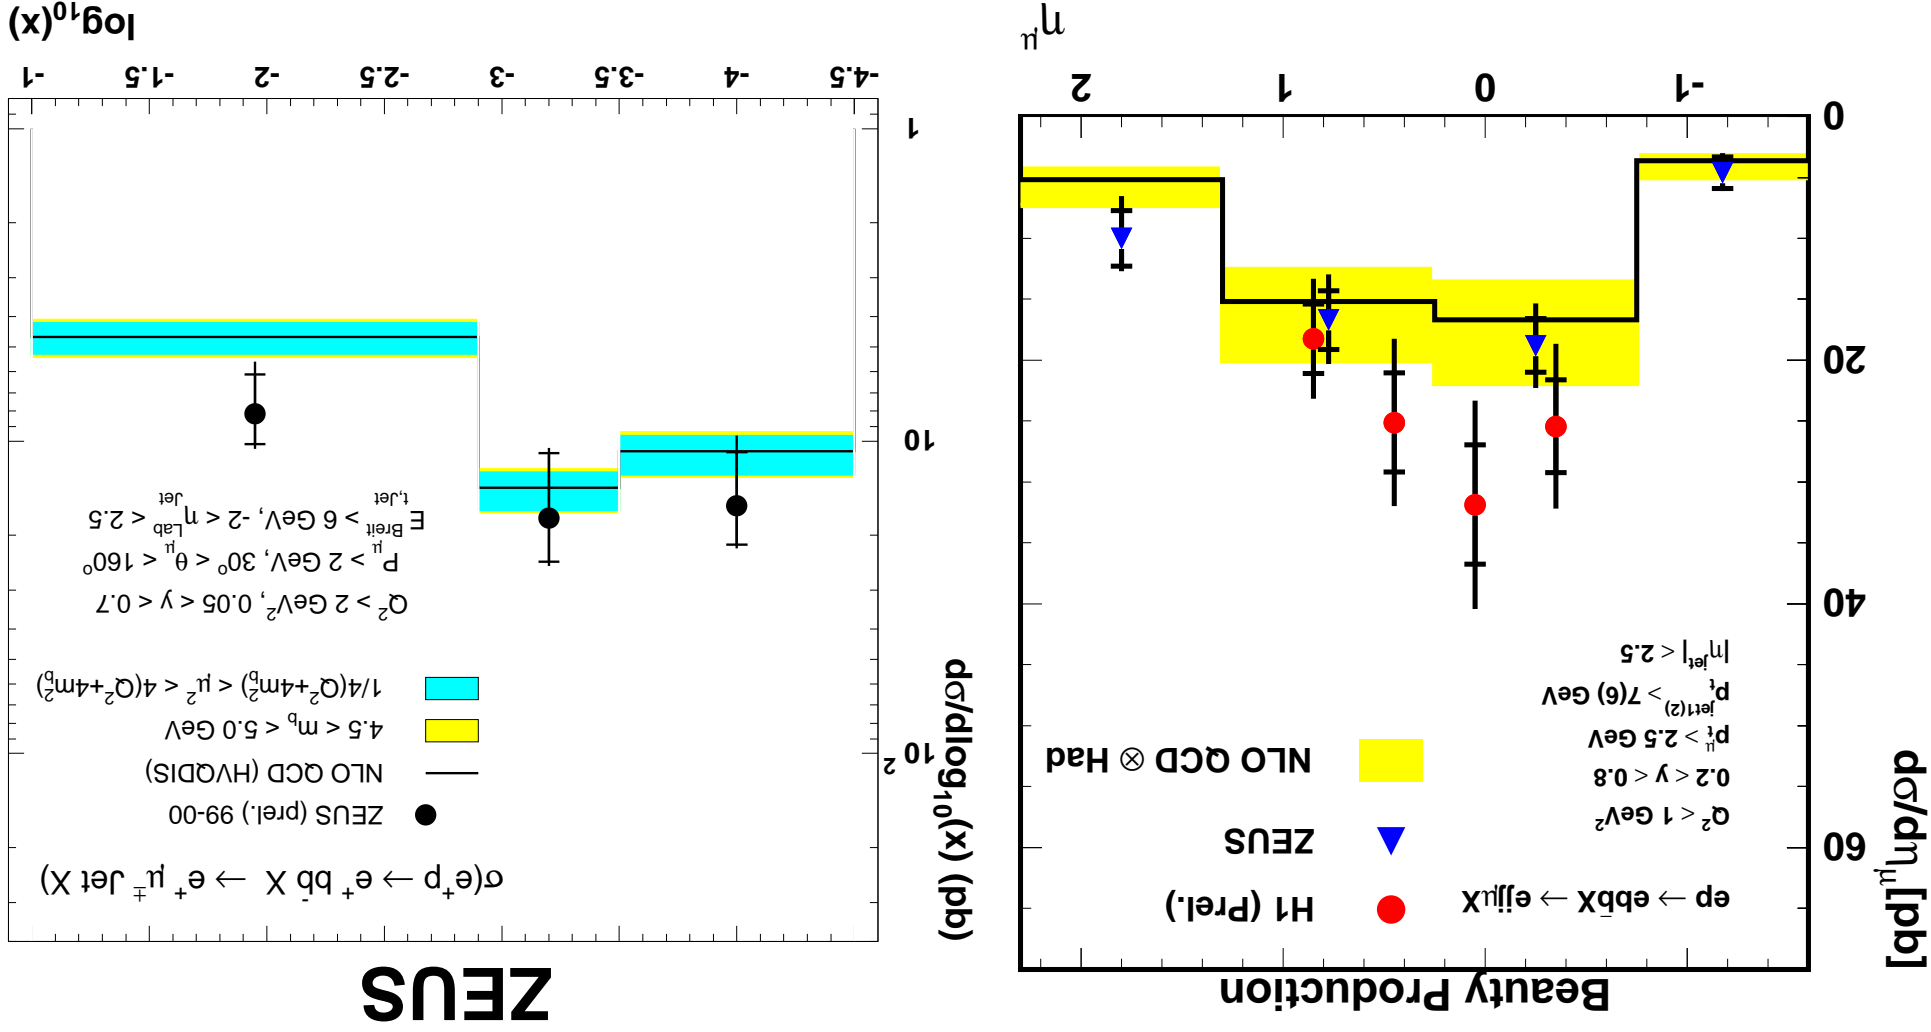 Beauty Production
dσ/dη_μ [pb]
ep → ebb̄X → ejjμX
H1 (Prel.)
ZEUS
NLO QCD ⊗ Had
Q² < 1 GeV²
0.2 < y < 0.8
p_t^μ > 2.5 GeV
p_t^jet1(2) > 7(6) GeV
|η^jet| < 2.5
60
40
20
0
-1 0 1 2
η^μ
ZEUS
dσ/dlog₁₀(x) (pb)
σ(e⁺p → e⁺ bb̄ X → e⁺ μ^± Jet X)
ZEUS (prel.) 99-00
NLO QCD (HVQDIS)
4.5 < m_b < 5.0 GeV
1/4(Q²+4m_b²) < μ² < 4(Q²+4m_b²)
Q² > 2 GeV², 0.05 < y < 0.7
P_μ > 2 GeV, 30° < θ_μ < 160°
E_t,Jet^Breit > 6 GeV, -2 < η_Jet^Lab < 2.5
10²
10
1
-4.5 -4 -3.5 -3 -2.5 -2 -1.5 -1
log₁₀(x)